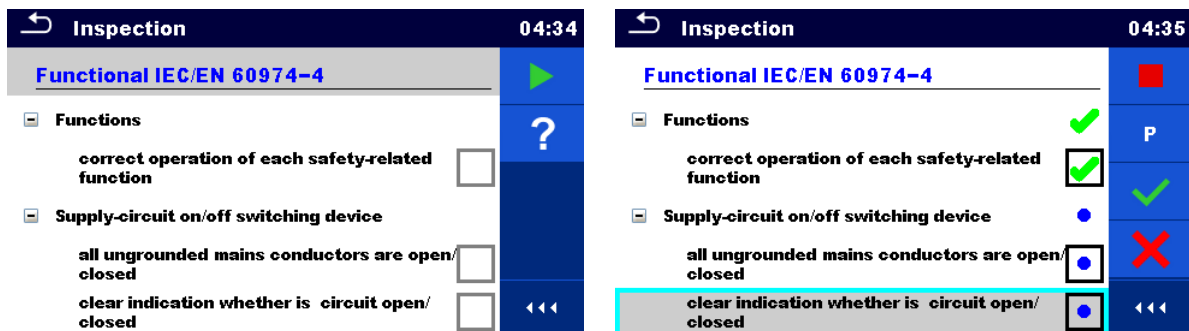 Inspection 04:34
Functional IEC/EN 60974-4
Functions
?
correct operation of each safety-related
function
Supply-circuit on/off switching device
all ungrounded mains conductors are open/
closed
clear indication whether is circuit open/
closed
Inspection 04:35
Functional IEC/EN 60974-4
Functions
P
correct operation of each safety-related
function
Supply-circuit on/off switching device
all ungrounded mains conductors are open/
closed
clear indication whether is circuit open/
closed